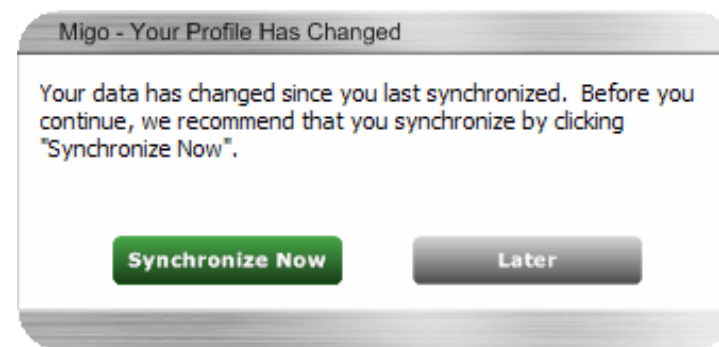 Migo - Your Profile Has Changed
Your data has changed since you last synchronized.  Before you
continue, we recommend that you synchronize by clicking
"Synchronize Now".
Synchronize Now
Later